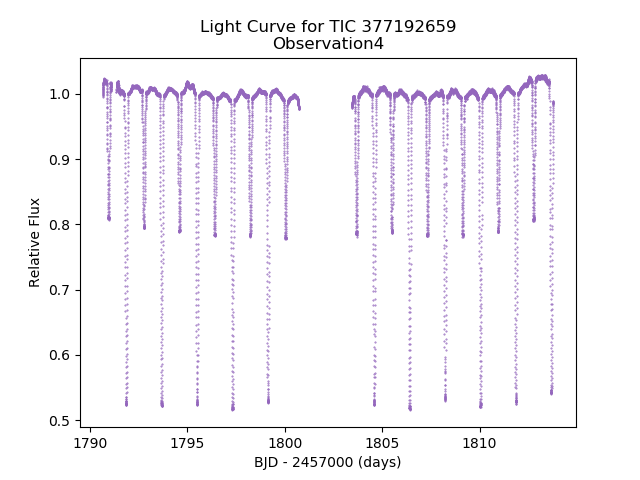 Light Curve for TIC 377192659
Observation4
Relative Flux
1.0
0.9
0.8
0.7
0.6
0.5
1790
1795
1800
1805
1810
BJD - 2457000 (days)